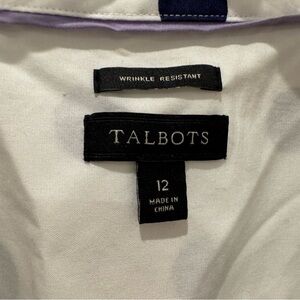 WRINKLE RESISTANT
TALBOTS
12
MADE IN
CHINA